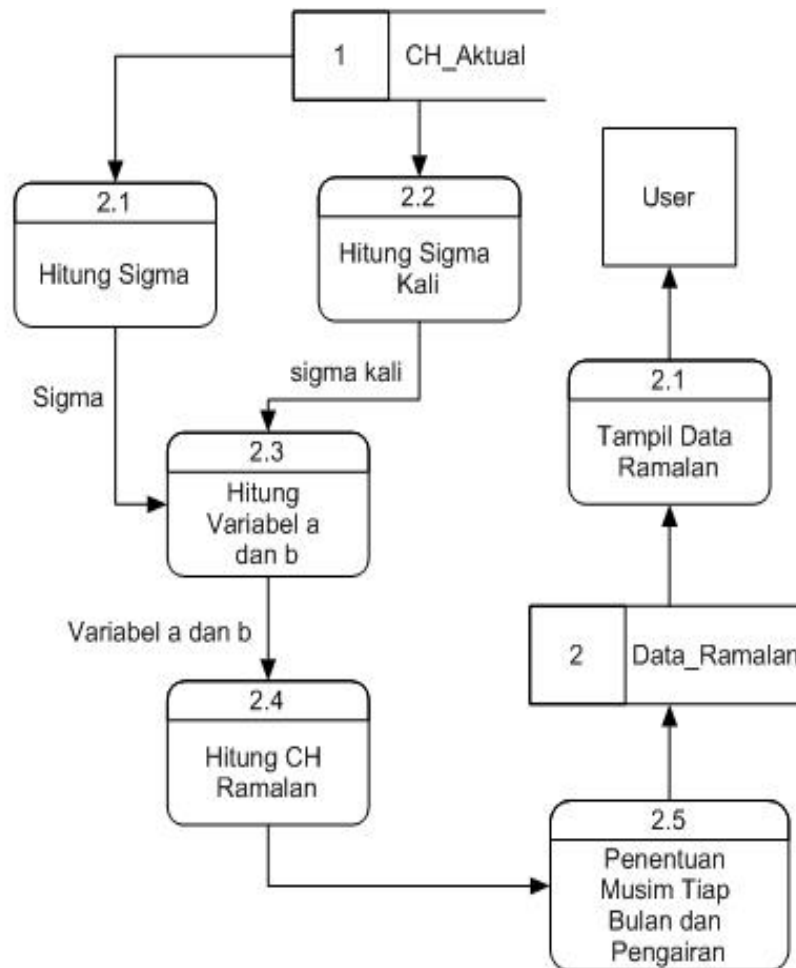 1
CH_Aktual
2.1
Hitung Sigma
2.2
Hitung Sigma
Kali
User
Sigma
sigma kali
2.3
Hitung
Variabel a
dan b
2.1
Tampil Data
Ramalan
Variabel a dan b
2
Data_Ramalan
2.4
Hitung CH
Ramalan
2.5
Penentuan
Musim Tiap
Bulan dan
Pengairan